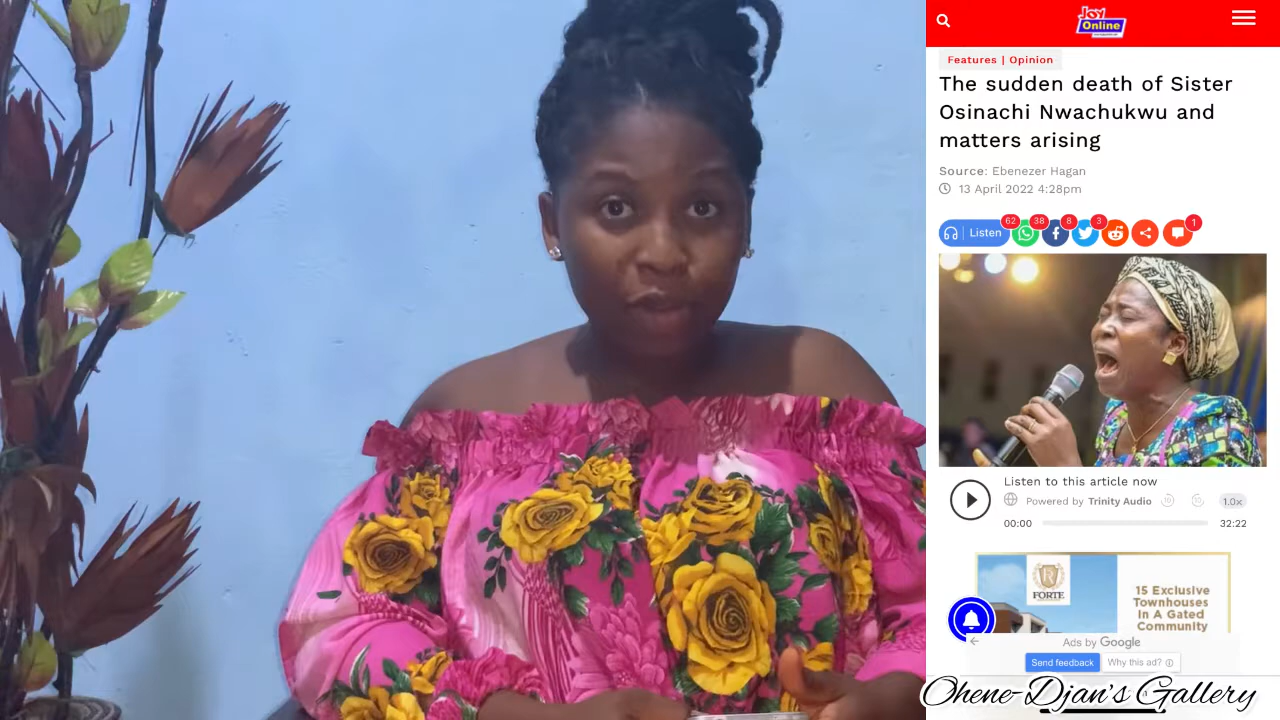 Joy
Online
Features | Opinion
The sudden death of Sister
Osinachi Nwachukwu and
matters arising
Source: Ebenezer Hagan
13 April 2022 4:28pm
Listen
62
38
8
3
1
Listen to this article now
Powered by Trinity Audio
10
10
1.0x
00:00
32:22
R
FORTE
15 Exclusive
Townhouses
In A Gated
Community
Ads by Google
Send feedback
Why this ad?
Ohene-Djan's Gallery